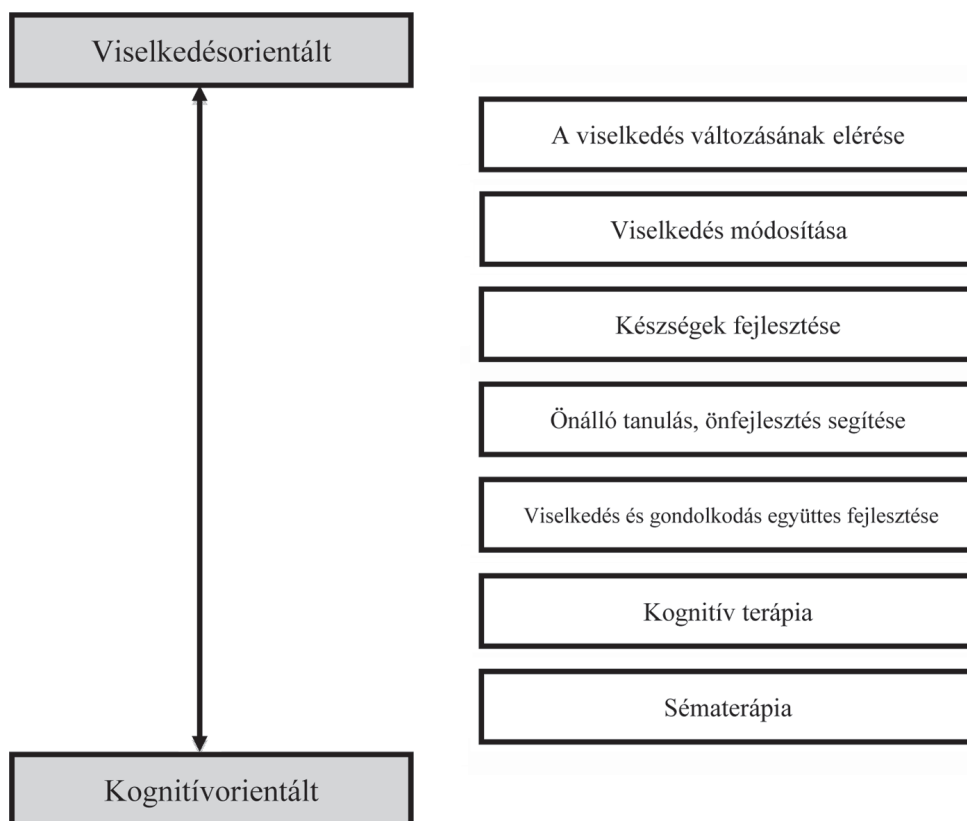 Viselkedésorientált
A viselkedés változásának elérése
Viselkedés módosítása
Készségek fejlesztése
Önálló tanulás, önfejlesztés segítése
Viselkedés és gondolkodás együttes fejlesztése
Kognitív terápia
Sématerápia
Kognitívorientált